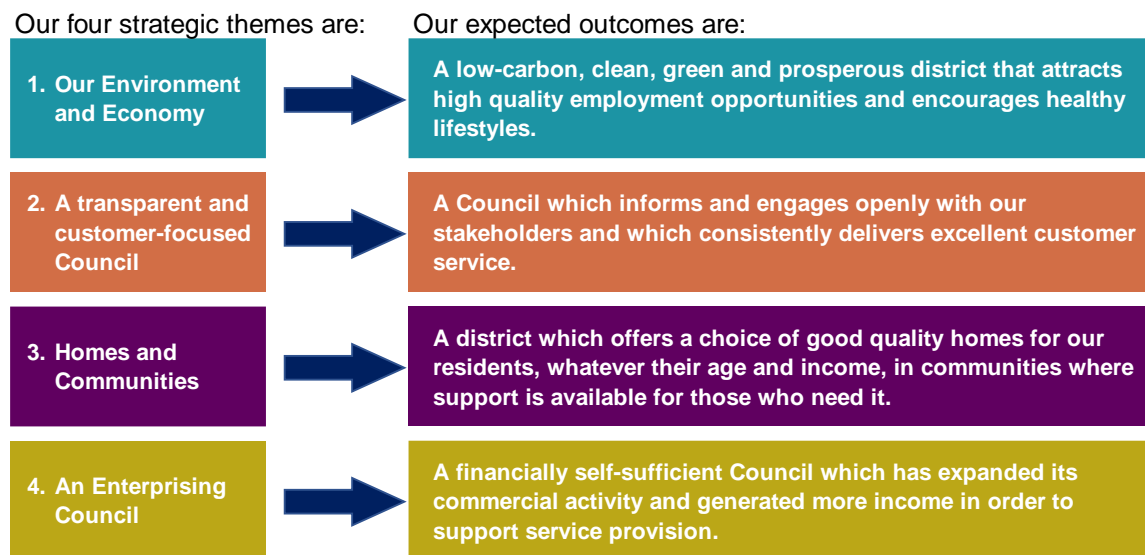 Our four strategic themes are:
Our expected outcomes are:
1. Our Environment
and Economy
A low-carbon, clean, green and prosperous district that attracts
high quality employment opportunities and encourages healthy
lifestyles.
2. A transparent and
customer-focused
Council
A Council which informs and engages openly with our
stakeholders and which consistently delivers excellent customer
service.
3. Homes and
Communities
A district which offers a choice of good quality homes for our
residents, whatever their age and income, in communities where
support is available for those who need it.
4. An Enterprising
Council
A financially self-sufficient Council which has expanded its
commercial activity and generated more income in order to
support service provision.